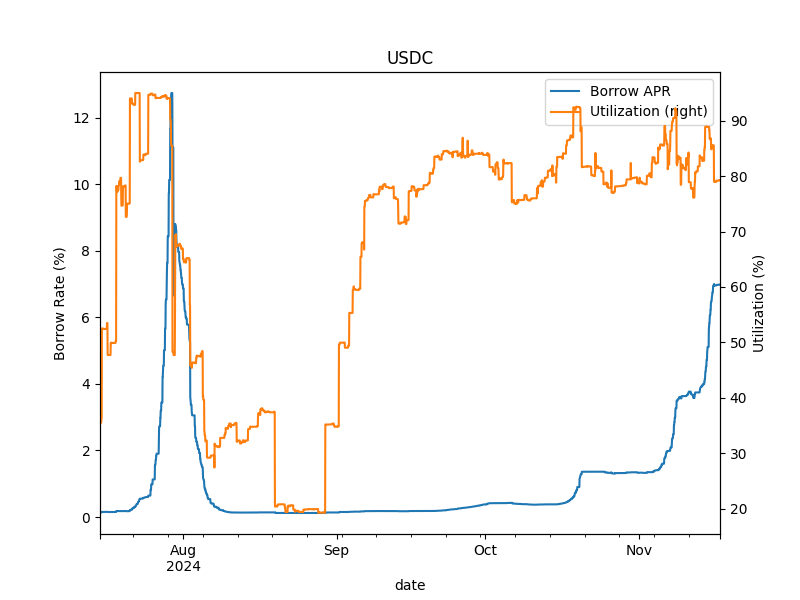 USDC
Borrow APR
Utilization (right)
12
10
8
6
4
2
0
Borrow Rate (%)
90
80
70
60
50
40
30
20
Utilization (%)
Aug
2024
Sep
Oct
Nov
date